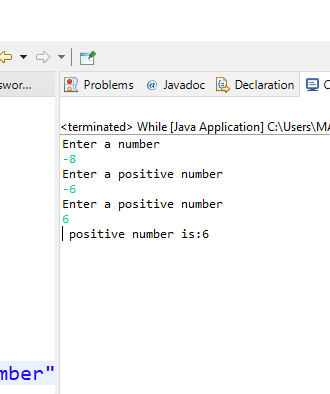 swor...
Problems
Javadoc
Declaration
<terminated> While [Java Application] C:\Users\MA
Enter a number
-8
Enter a positive number
-6
Enter a positive number
6
positive number is:6
mber"